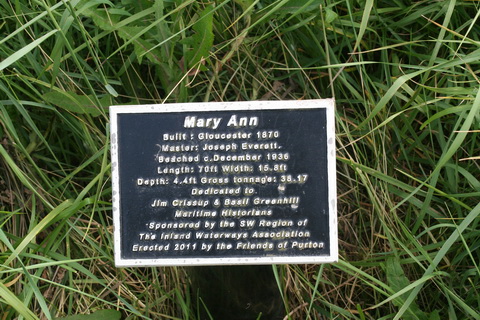 Mary Ann
Built : Gloucester 1870
Master: Joseph Everett.
Beached c.December 1936
Length: 70ft Width: 15.8ft
Depth: 4.4ft Gross tonnage: 38.17
Dedicated to
Jim Crissup & Basil Greenhill
Maritime Historians
Sponsored by the SW Region of
The Inland Waterways Association
Erected 2011 by the Friends of Purton